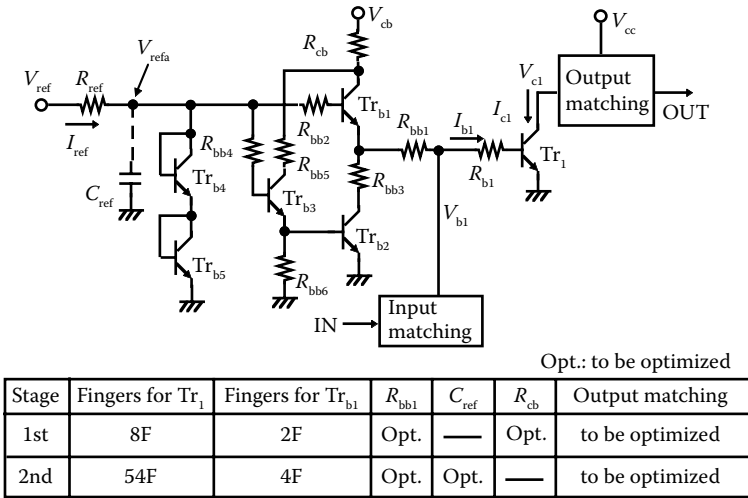 V_cb
R_cb
V_cc
V_refa
V_ref
R_ref
I_ref
C_ref
R_bb4
R_bb2
R_bb5
Tr_b1
Tr_b4
Tr_b3
Tr_b5
R_bb6
Tr_b2
R_bb3
R_bb1
I_b1
R_b1
V_b1
V_c1
I_c1
Tr_1
Output
matching
OUT
IN
Input
matching
Opt.: to be optimized
Stage Fingers for Tr_1 Fingers for Tr_b1 R_bb1 C_ref R_cb Output matching
1st 8F 2F Opt. — Opt. to be optimized
2nd 54F 4F Opt. Opt. — to be optimized